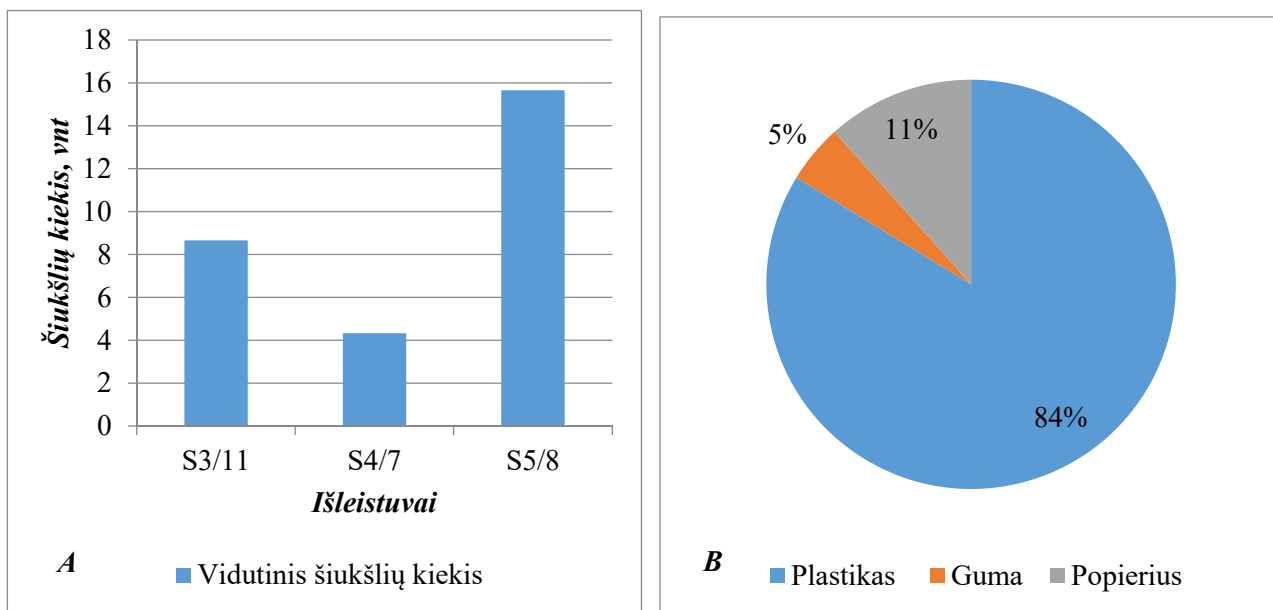 18
16
14
12
10
8
6
4
2
0
Šiukšlių kiekis, vnt
S3/11 S4/7 S5/8
Išleistuvai
A
Vidutinis šiukšlių kiekis
5%
11%
84%
B
Plastikas Guma Popierius